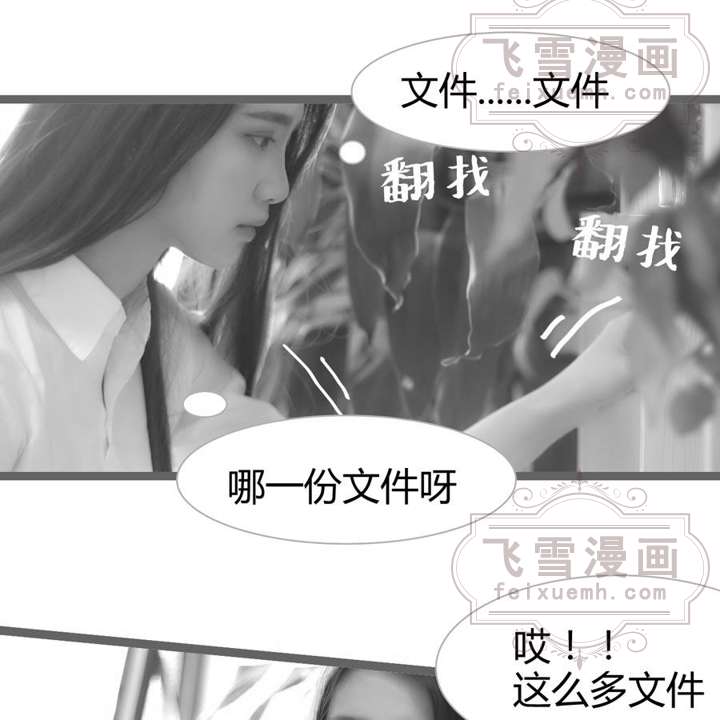 飞雪漫画
feixuemh.com
文件……文件
翻找
翻找
哪一份文件呀
飞雪漫画
feixuemh.com
哎！！
这么多文件